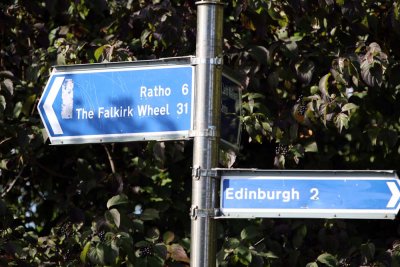 Ratho 6
The Falkirk Wheel 31
Edinburgh 2